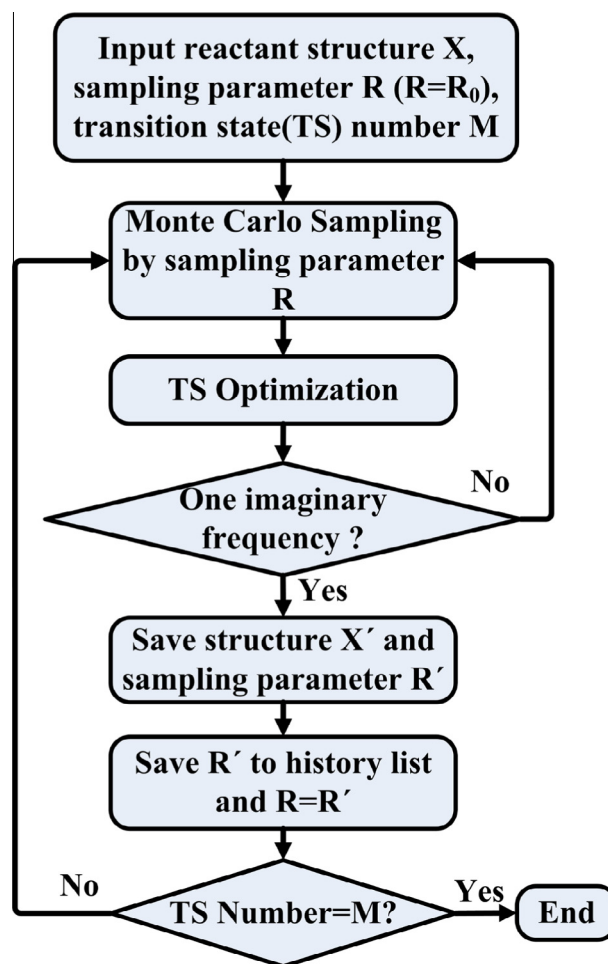 Input reactant structure X,
sampling parameter R (R=R₀),
transition state(TS) number M
Monte Carlo Sampling
by sampling parameter
R
TS Optimization
One imaginary
frequency ?
No
Yes
Save structure X´ and
sampling parameter R´
Save R´ to history list
and R=R´
TS Number=M?
No
Yes
End